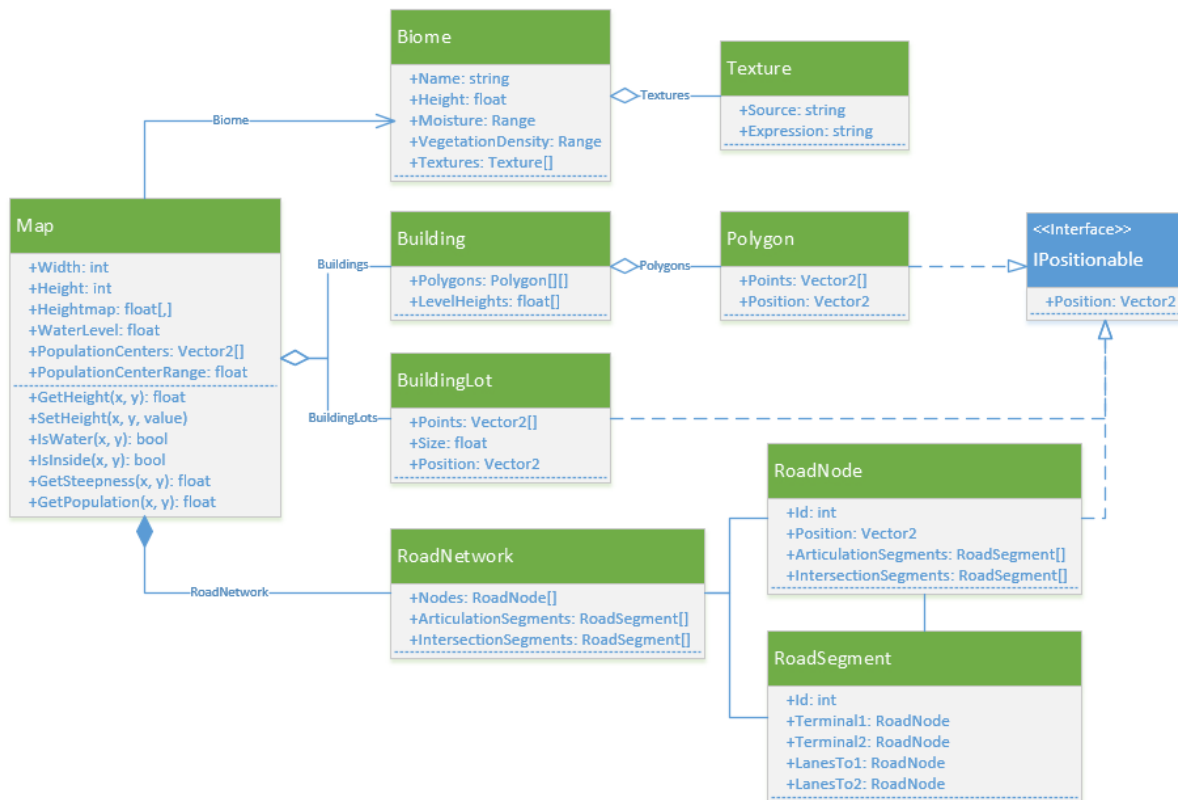 Biome
+Name: string
+Height: float
+Moisture: Range
+VegetationDensity: Range
+Textures: Texture[]
Textures
Texture
+Source: string
+Expression: string
Biome
Map
+Width: int
+Height: int
+Heightmap: float[,]
+WaterLevel: float
+PopulationCenters: Vector2[]
+PopulationCenterRange: float
+GetHeight(x, y): float
+SetHeight(x, y, value)
+IsWater(x, y): bool
+IsInside(x, y): bool
+GetSteepness(x, y): float
+GetPopulation(x, y): float
Buildings
Building
+Polygons: Polygon[][]
+LevelHeights: float[]
Polygons
Polygon
+Points: Vector2[]
+Position: Vector2
<<Interface>>
IPositionable
+Position: Vector2
BuildingLots
BuildingLot
+Points: Vector2[]
+Size: float
+Position: Vector2
RoadNetwork
RoadNetwork
+Nodes: RoadNode[]
+ArticulationSegments: RoadSegment[]
+IntersectionSegments: RoadSegment[]
RoadNode
+Id: int
+Position: Vector2
+ArticulationSegments: RoadSegment[]
+IntersectionSegments: RoadSegment[]
RoadSegment
+Id: int
+Terminal1: RoadNode
+Terminal2: RoadNode
+LanesTo1: RoadNode
+LanesTo2: RoadNode